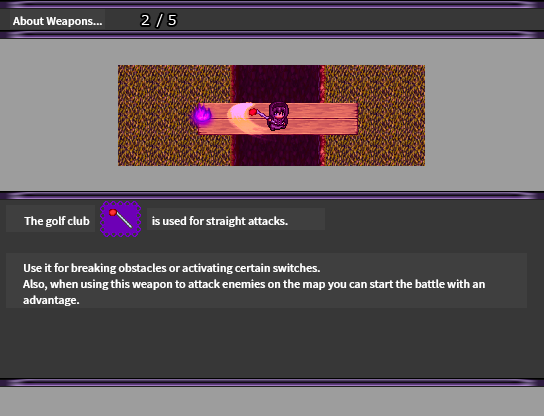 About Weapons... 2 / 5
The golf club is used for straight attacks.
Use it for breaking obstacles or activating certain switches.
Also, when using this weapon to attack enemies on the map you can start the battle with an
advantage.